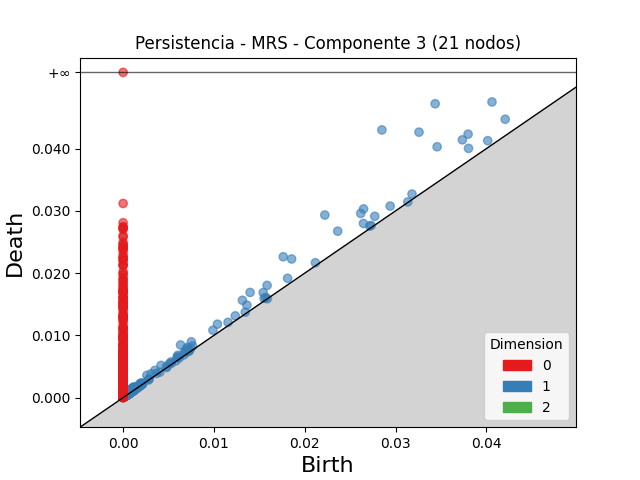 Persistencia - MRS - Componente 3 (21 nodos)
+∞
0.040
0.030
0.020
0.010
0.000
Death
Dimension
0
1
2
0.00 0.01 0.02 0.03 0.04
Birth